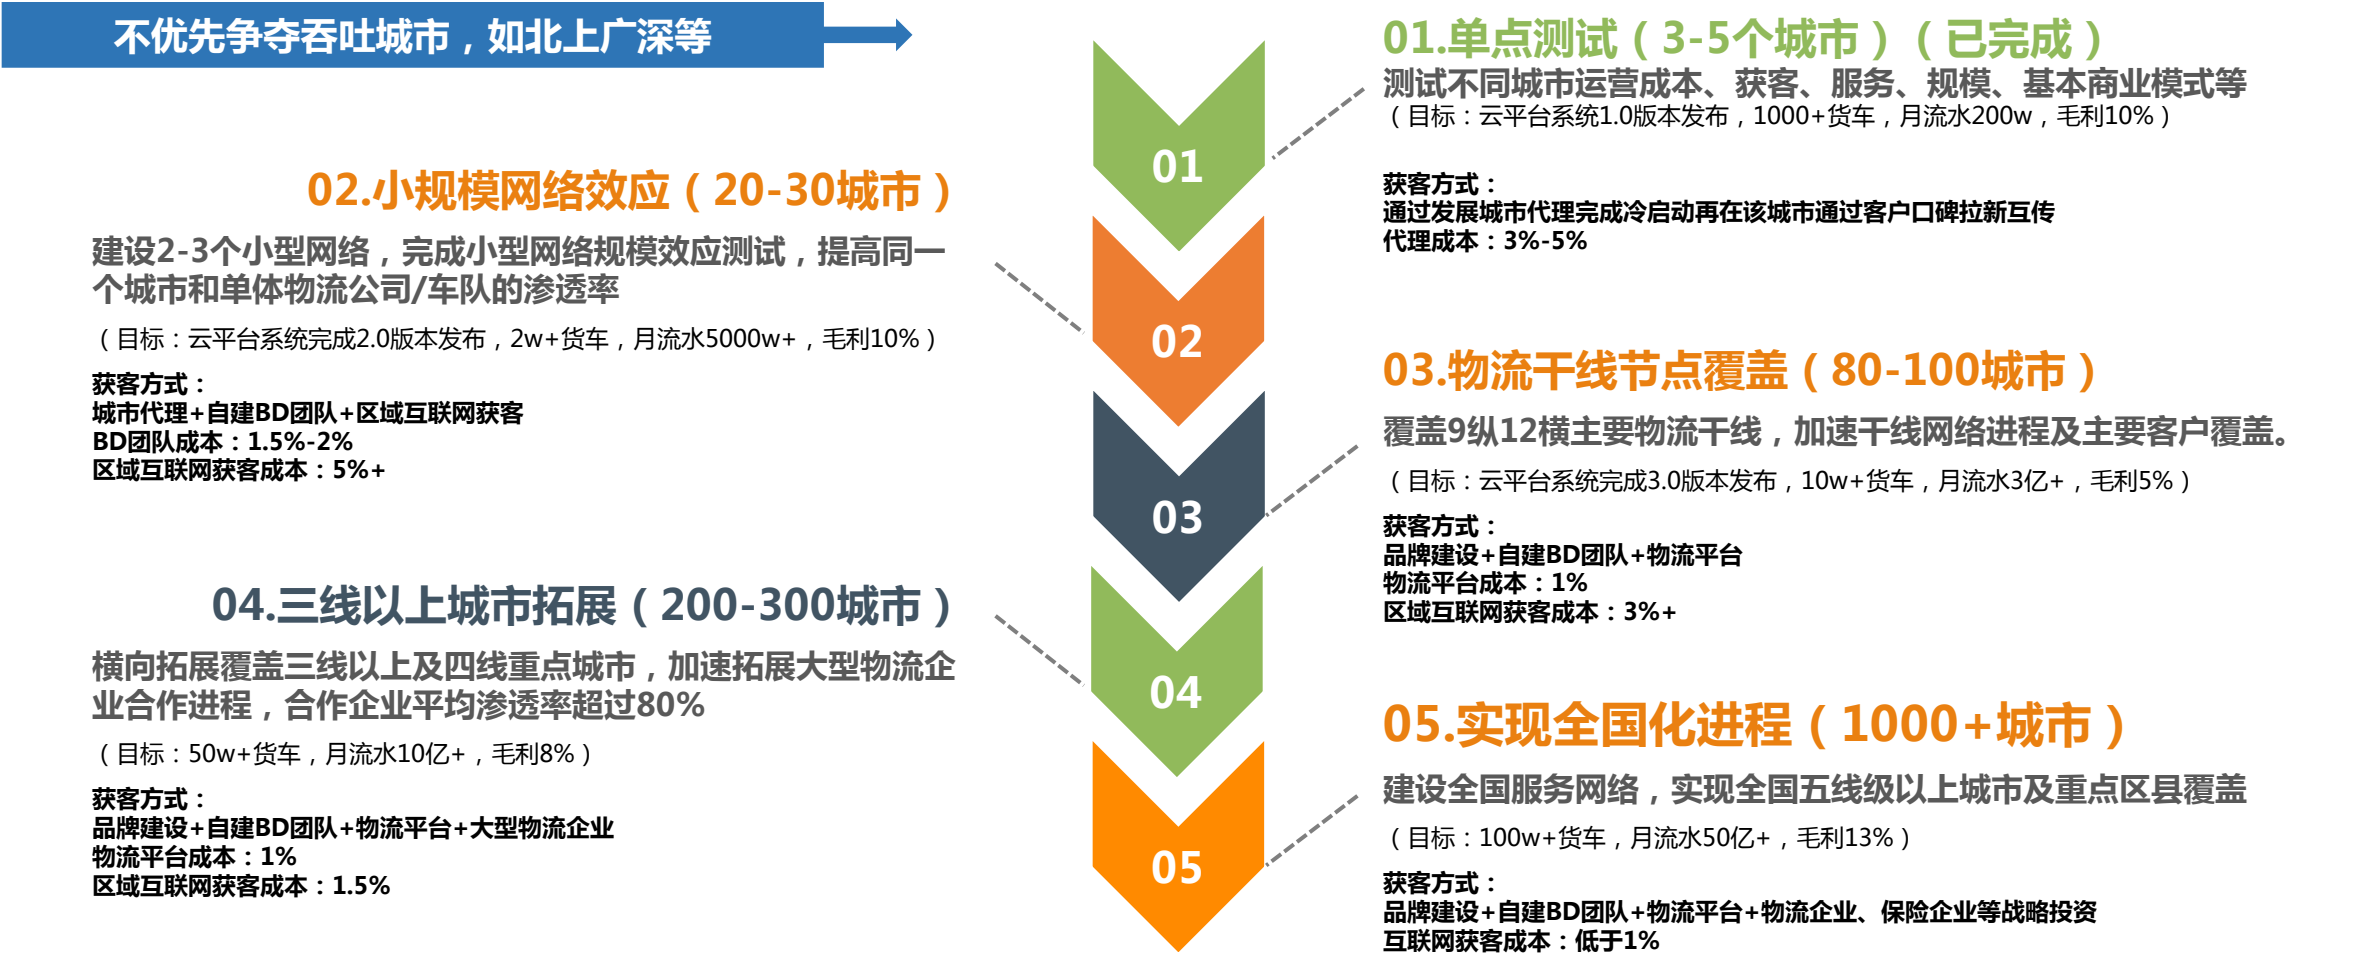 不优先争夺吞吐城市，如北上广深等
01.单点测试（3-5个城市）（已完成）
测试不同城市运营成本、获客、服务、规模、基本商业模式等
（目标：云平台系统1.0版本发布，1000+货车，月流水200w，毛利10%）
获客方式：
通过发展城市代理完成冷启动再在该城市通过客户口碑拉新互传
代理成本：3%-5%
01
02.小规模网络效应（20-30城市）
建设2-3个小型网络，完成小型网络规模效应测试，提高同一
个城市和单体物流公司/车队的渗透率
（目标：云平台系统完成2.0版本发布，2w+货车，月流水5000w+，毛利10%）
获客方式：
城市代理+自建BD团队+区域互联网获客
BD团队成本：1.5%-2%
区域互联网获客成本：5%+
02
03.物流干线节点覆盖（80-100城市）
覆盖9纵12横主要物流干线，加速干线网络进程及主要客户覆盖。
（目标：云平台系统完成3.0版本发布，10w+货车，月流水3亿+，毛利5%）
获客方式：
品牌建设+自建BD团队+物流平台
物流平台成本：1%
区域互联网获客成本：3%+
03
04.三线以上城市拓展（200-300城市）
横向拓展覆盖三线以上及四线重点城市，加速拓展大型物流企
业合作进程，合作企业平均渗透率超过80%
（目标：50w+货车，月流水10亿+，毛利8%）
获客方式：
品牌建设+自建BD团队+物流平台+大型物流企业
物流平台成本：1%
区域互联网获客成本：1.5%
04
05.实现全国化进程（1000+城市）
建设全国服务网络，实现全国五线级以上城市及重点区县覆盖
（目标：100w+货车，月流水50亿+，毛利13%）
获客方式：
品牌建设+自建BD团队+物流平台+物流企业、保险企业等战略投资
互联网获客成本：低于1%
05